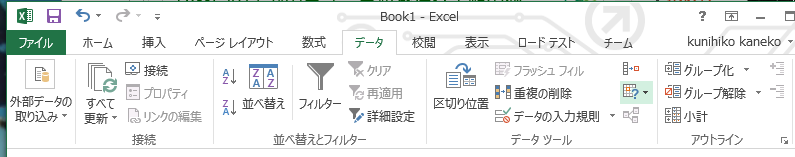 Book1 - Excel
ファイル ホーム 挿入 ページ レイアウト 数式 データ 校閲 表示 ロード テスト チーム kunihiko kaneko
外部データの
取り込み
すべて
更新
接続
プロパティ
リンクの編集
接続
並べ替え
フィルター
クリア
再適用
詳細設定
並べ替えとフィルター
区切り位置
フラッシュ フィル
重複の削除
データの入力規則
データ ツール
グループ化
グループ解除
小計
アウトライン